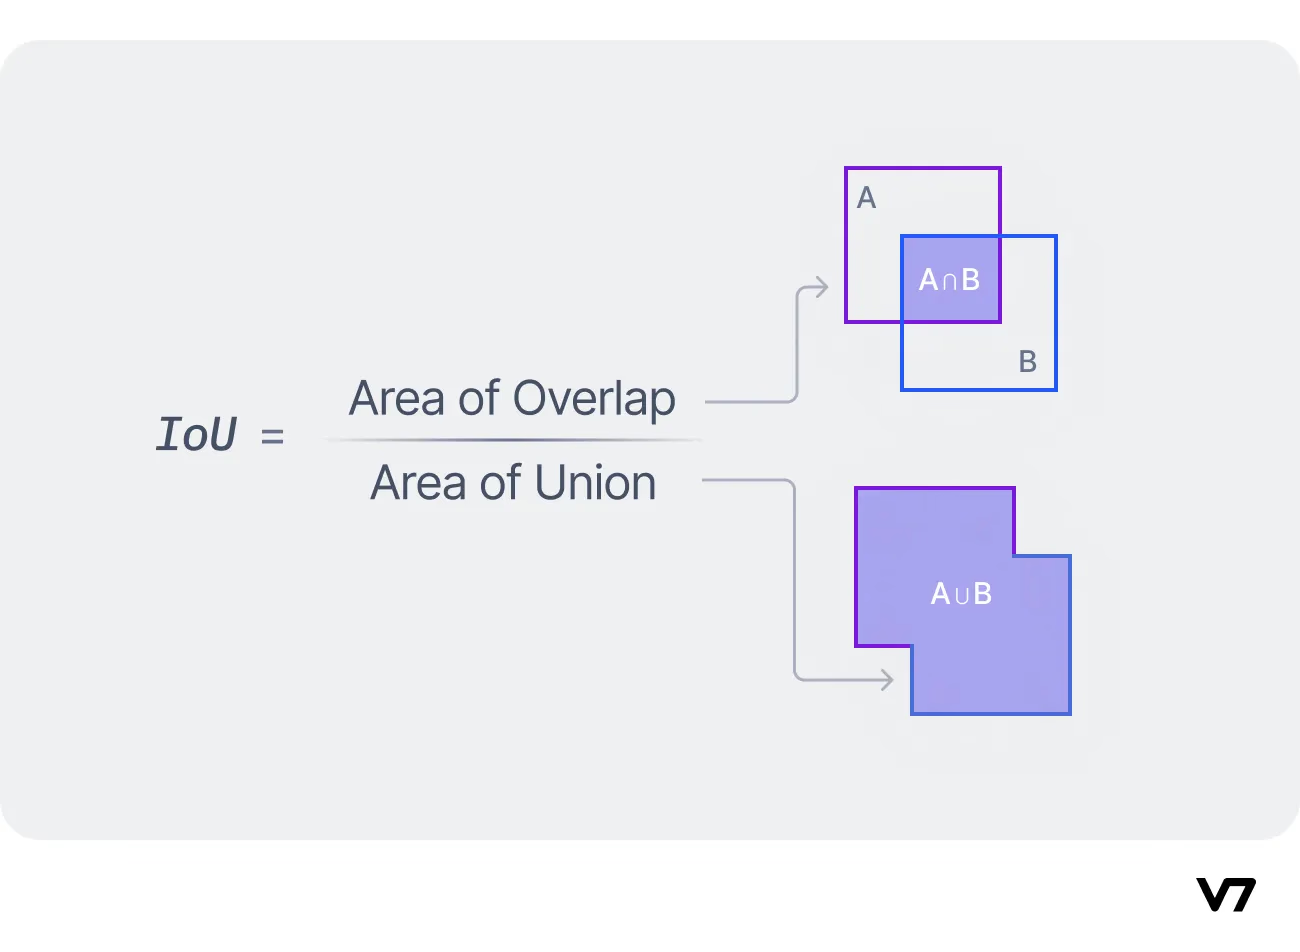 A
A∩B
B
Area of Overlap
IoU =
Area of Union
A∪B
V7